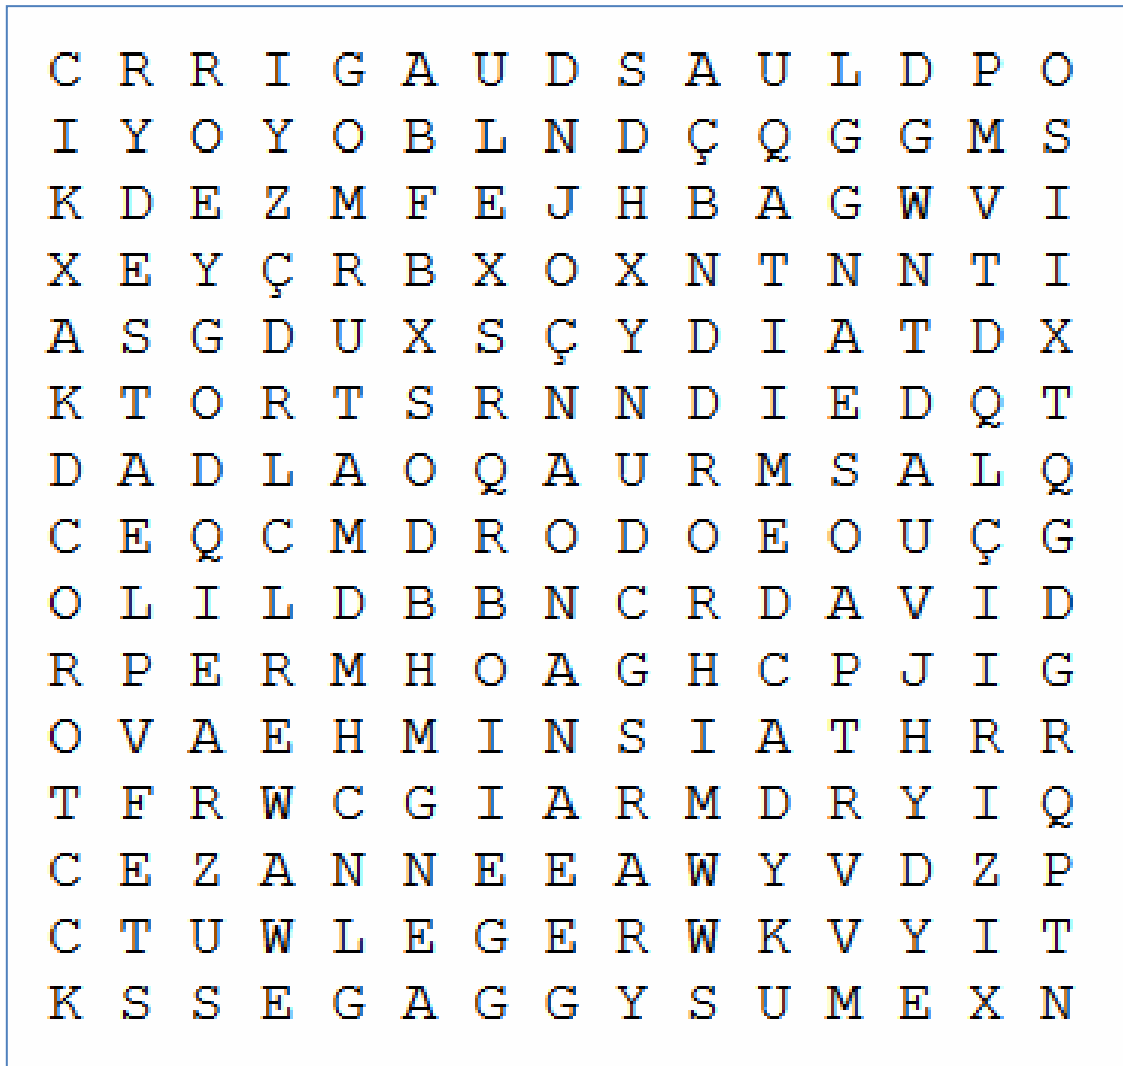 C R R I G A U D S A U L D P O
I Y O Y O B L N D Ç Q G G M S
K D E Z M F E J H B A G W V I
X E Y Ç R B X O X N T N N T I
A S G D U X S Ç Y D I A T D X
K T O R T S R N N D I E D Q T
D A D L A O Q A U R M S A L Q
C E Q C M D R O D O E O U Ç G
O L I L D B B N C R D A V I D
R P E R M H O A G H C P J I G
O V A E H M I N S I A T H R R
T F R W C G I A R M D R Y I Q
C E Z A N N E E A W Y V D Z P
C T U W L E G E R W K V Y I T
K S S E G A G G Y S U M E X N